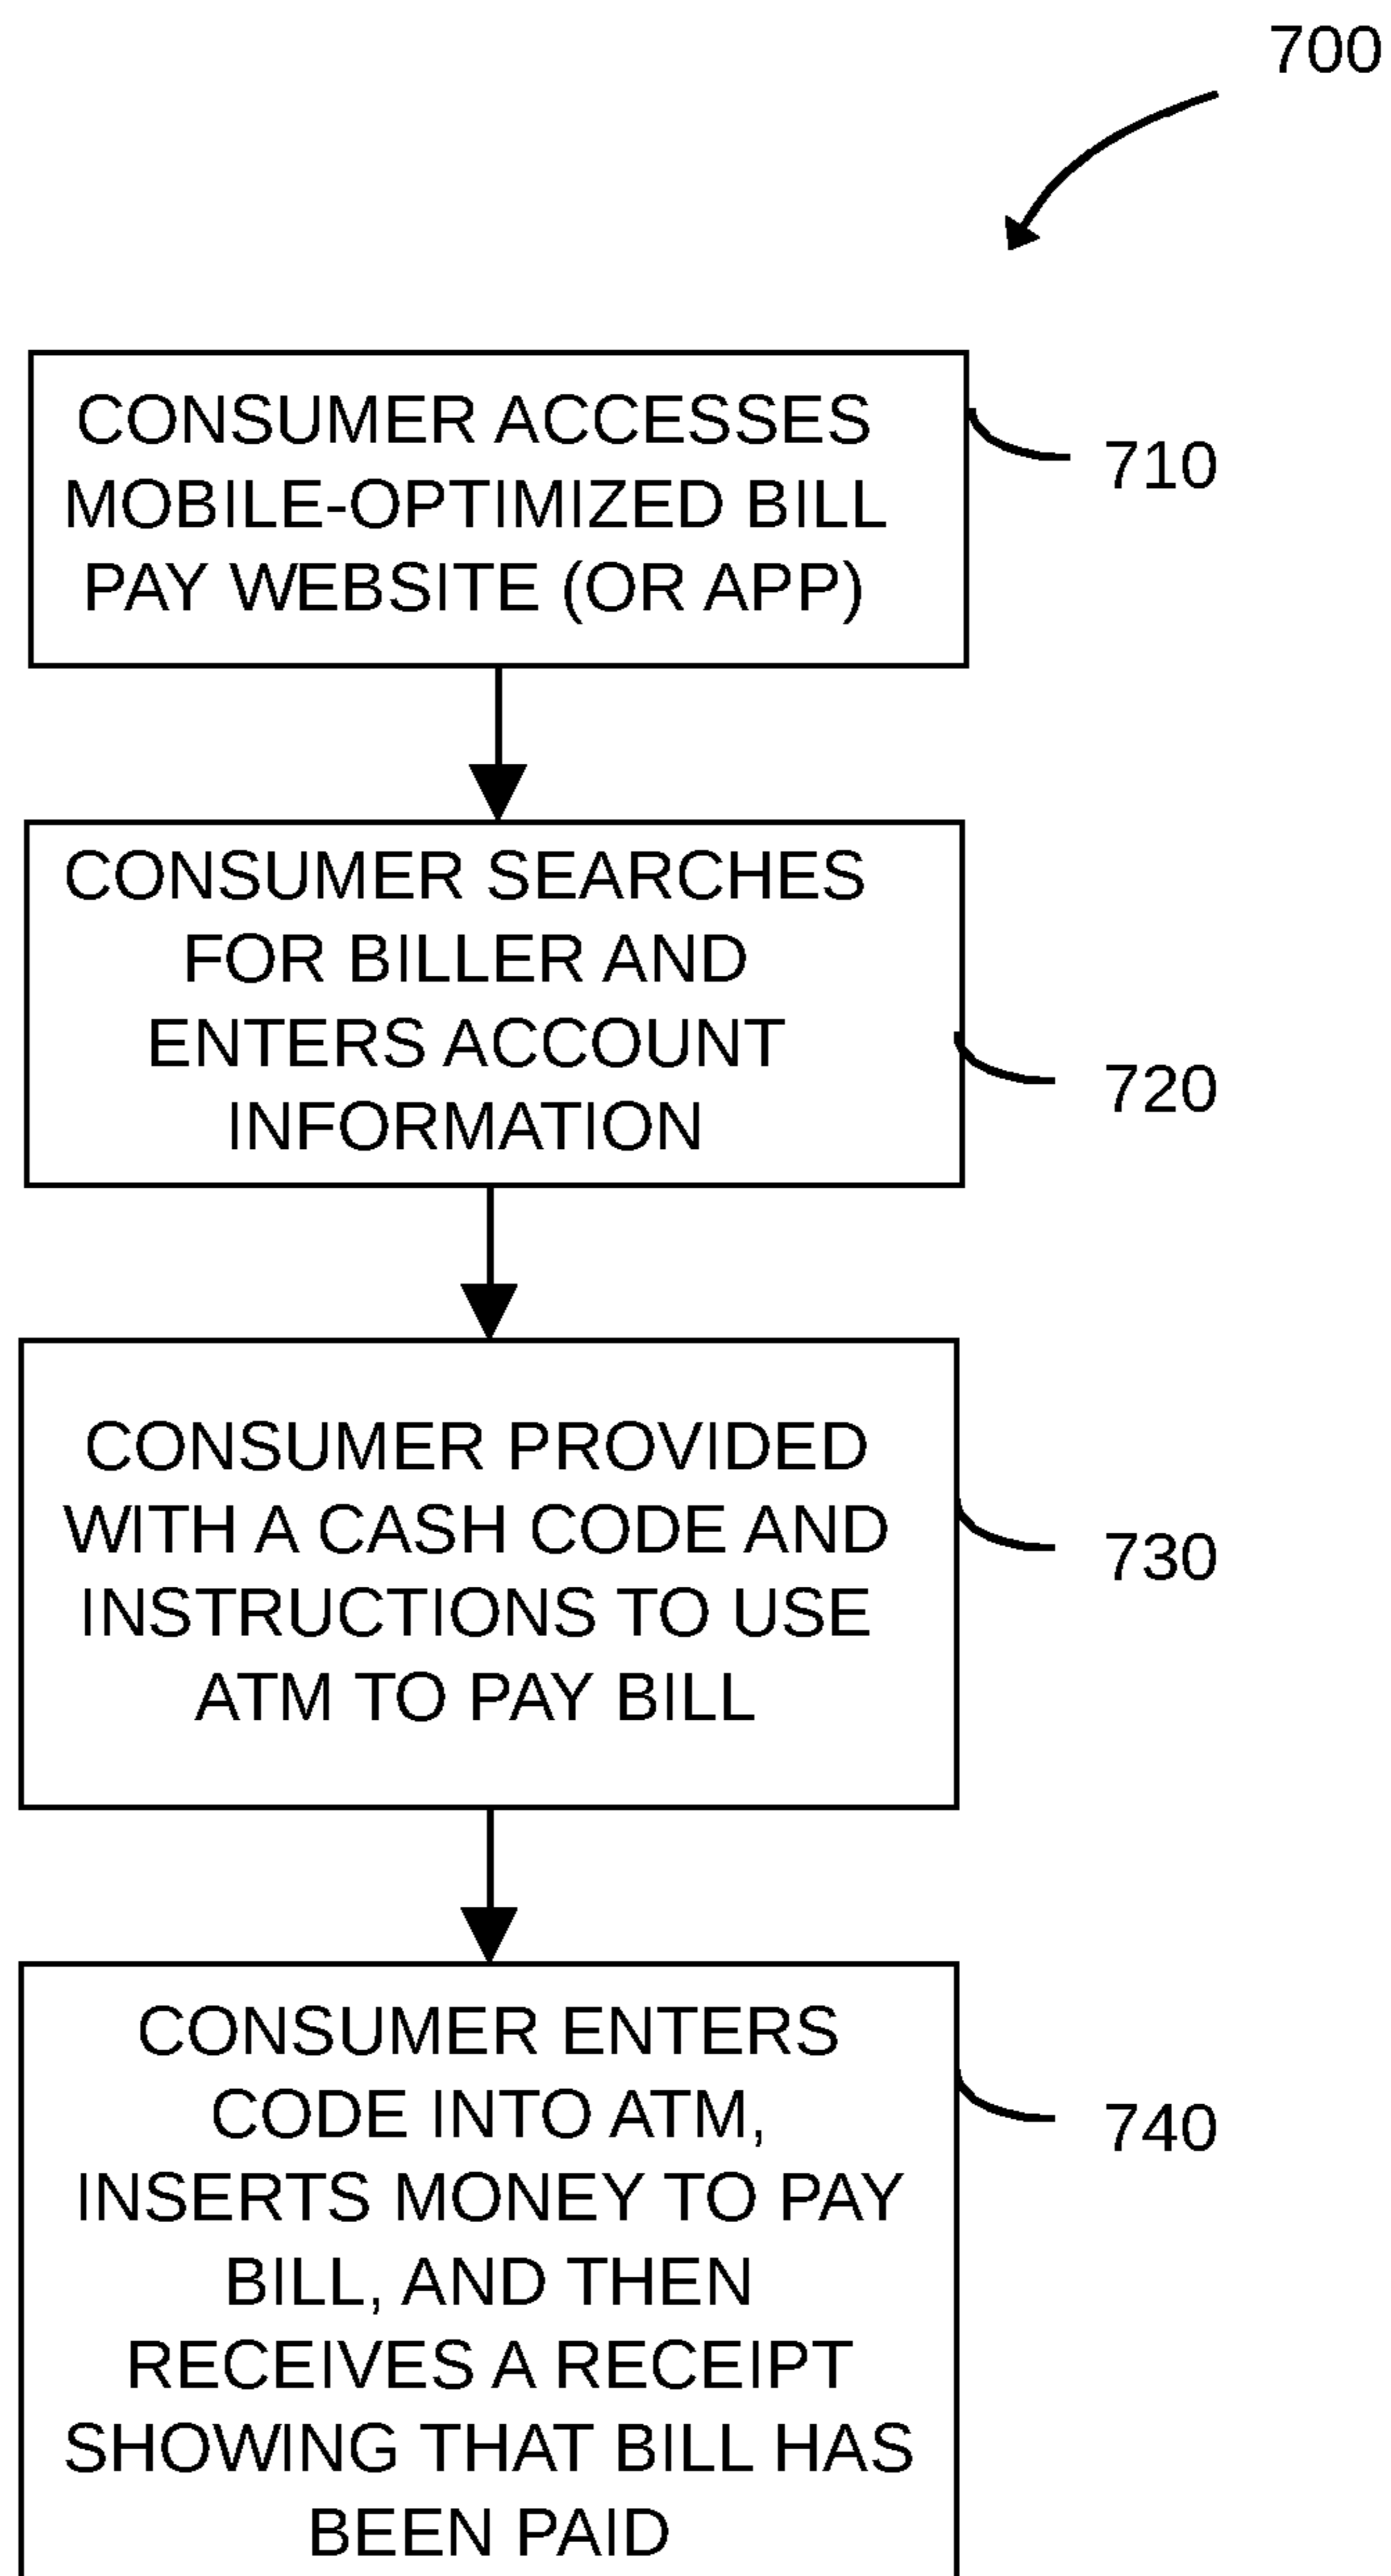 700
CONSUMER ACCESSES
MOBILE-OPTIMIZED BILL
PAY WEBSITE (OR APP)
710
CONSUMER SEARCHES
FOR BILLER AND
ENTERS ACCOUNT
INFORMATION
720
CONSUMER PROVIDED
WITH A CASH CODE AND
INSTRUCTIONS TO USE
ATM TO PAY BILL
730
CONSUMER ENTERS
CODE INTO ATM,
INSERTS MONEY TO PAY
BILL, AND THEN
RECEIVES A RECEIPT
SHOWING THAT BILL HAS
BEEN PAID
740